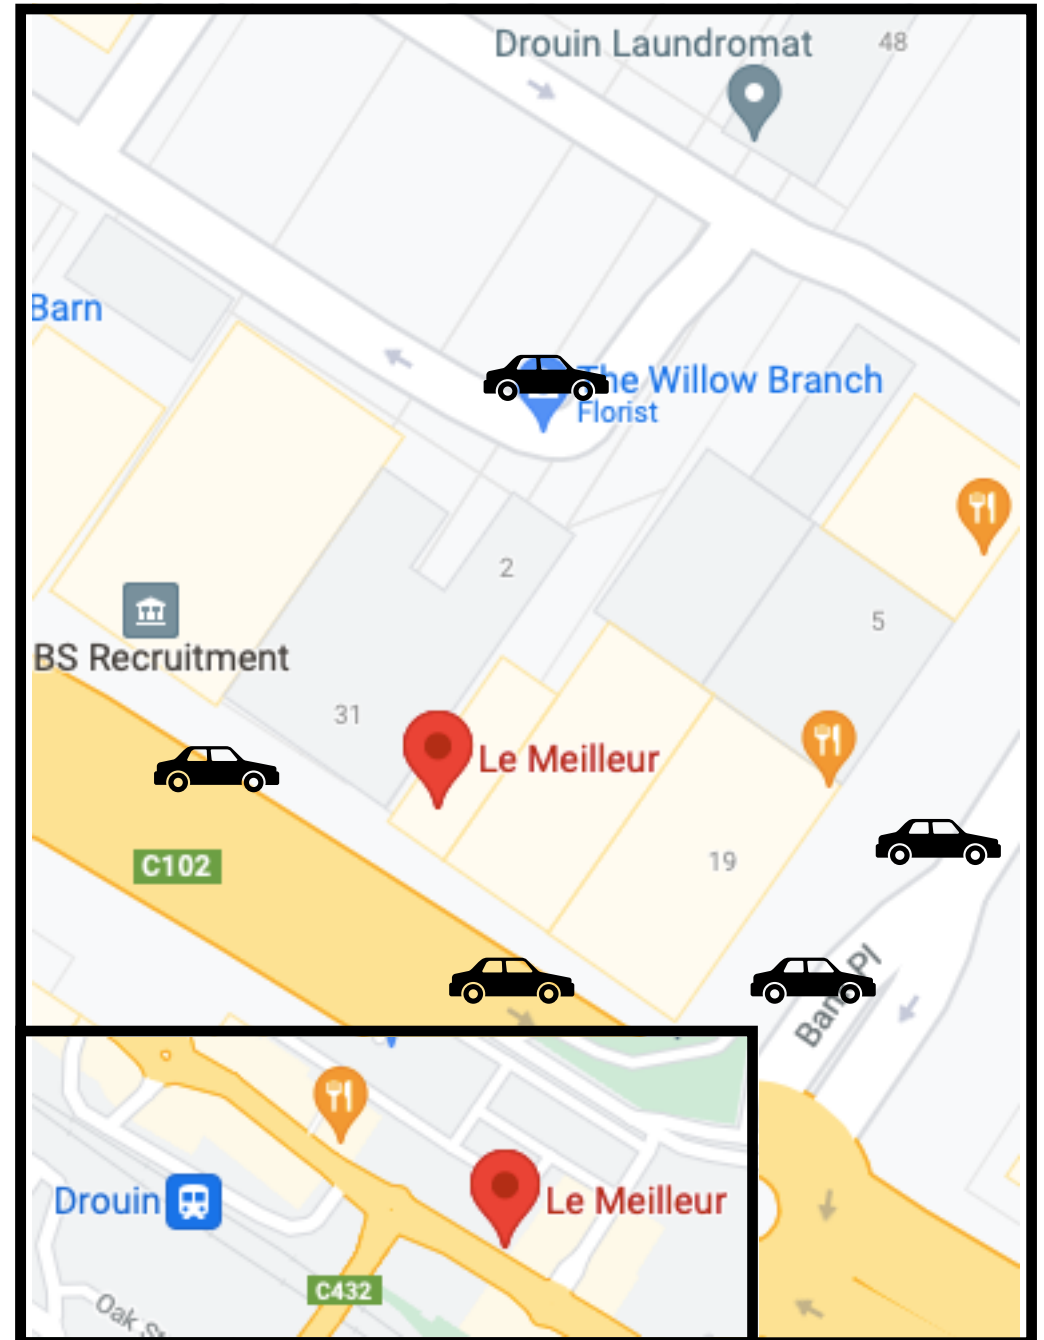 Drouin Laundromat
48
Barn
The Willow Branch
Florist
2
5
BS Recruitment
31
Le Meilleur
C102
19
Drouin
Le Meilleur
C432
Oak